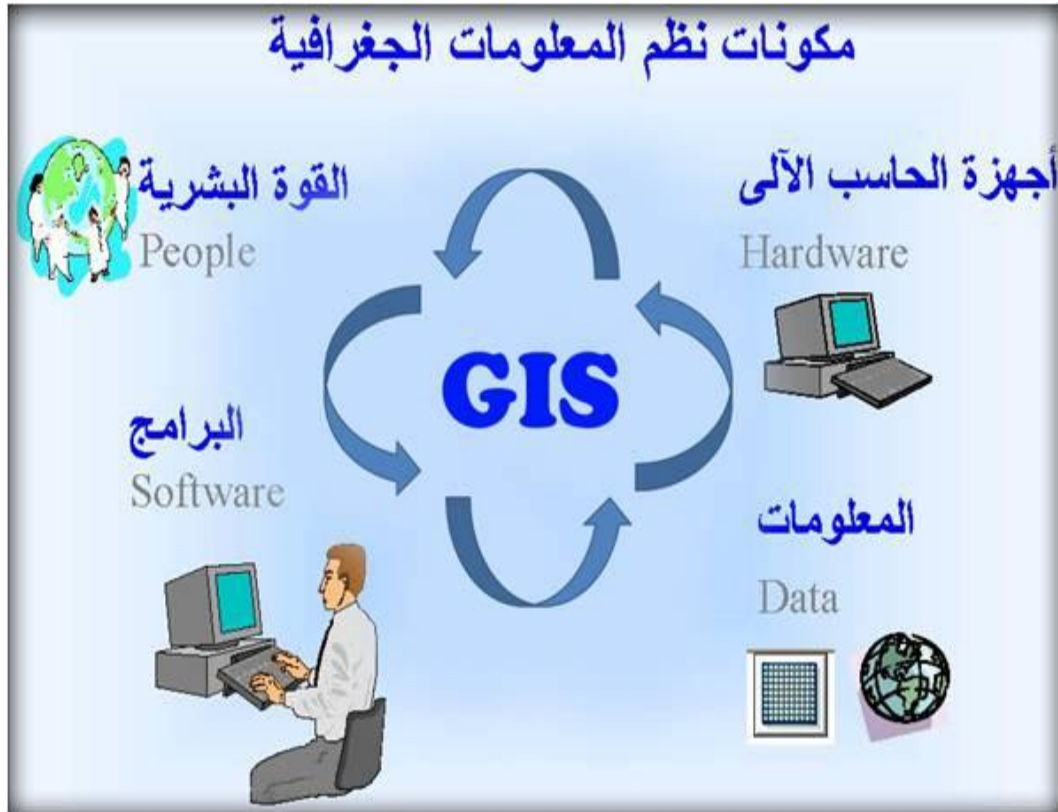 مكونات نظم المعلومات الجغرافية
أجهزة الحاسب الآلى
Hardware
القوة البشرية
People
GIS
البرامج
Software
المعلومات
Data